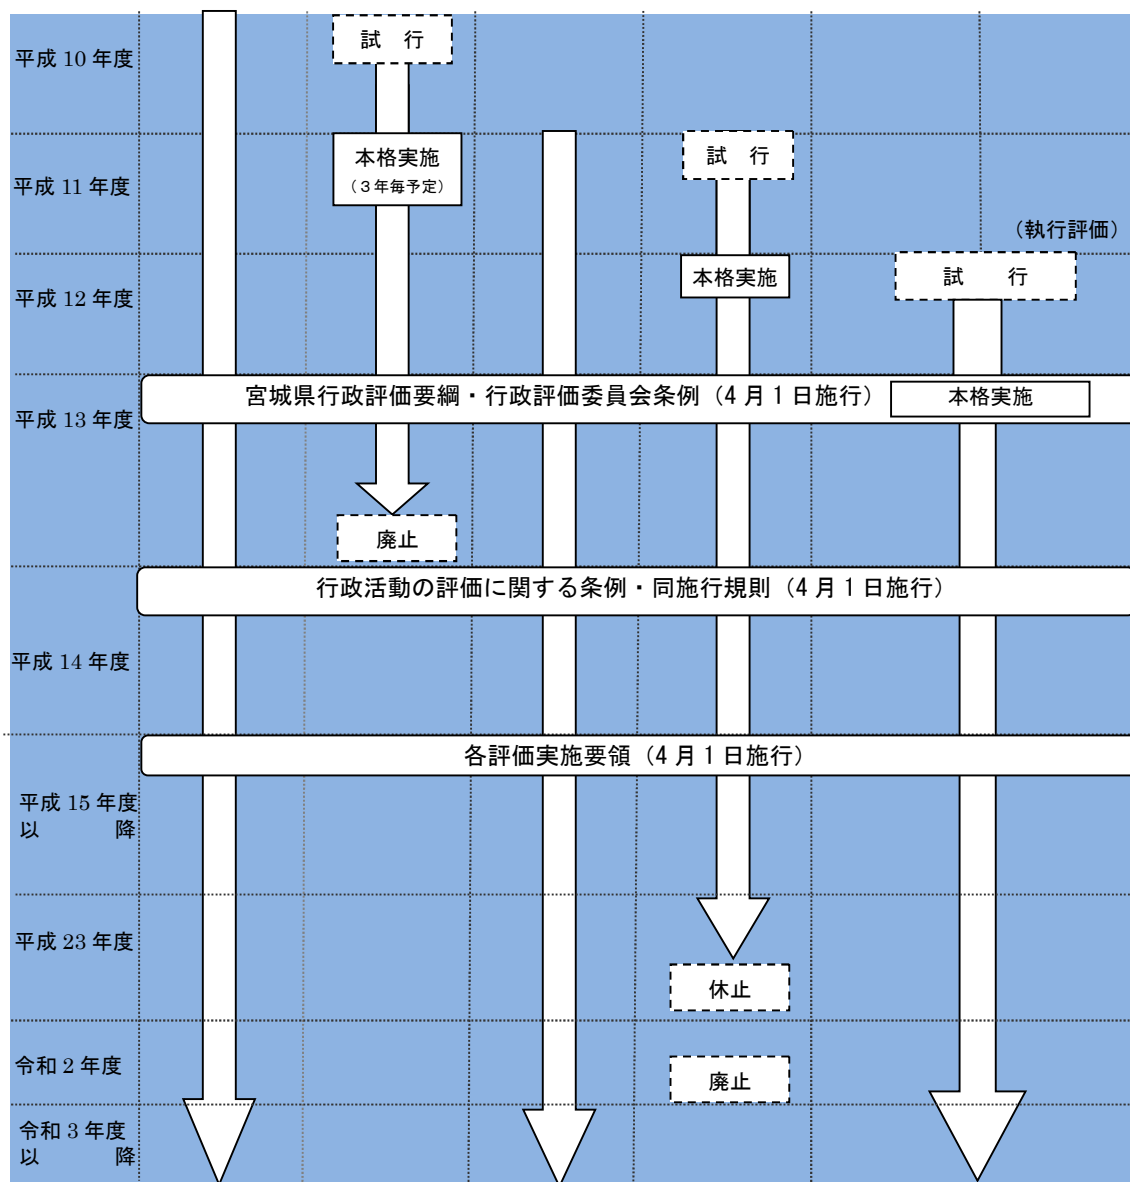 平成 10 年度
試　行
平成 11 年度
本格実施
（３年毎予定）
試　行
（執行評価）
平成 12 年度
本格実施
試　　行
平成 13 年度
宮城県行政評価要綱・行政評価委員会条例（4 月 1 日施行）
本格実施
廃止
行政活動の評価に関する条例・同施行規則（4 月 1 日施行）
平成 14 年度
各評価実施要領（4 月 1 日施行）
平成 15 年度
以　　　降
平成 23 年度
休止
令和 2 年度
廃止
令和 3 年度
以　　　降